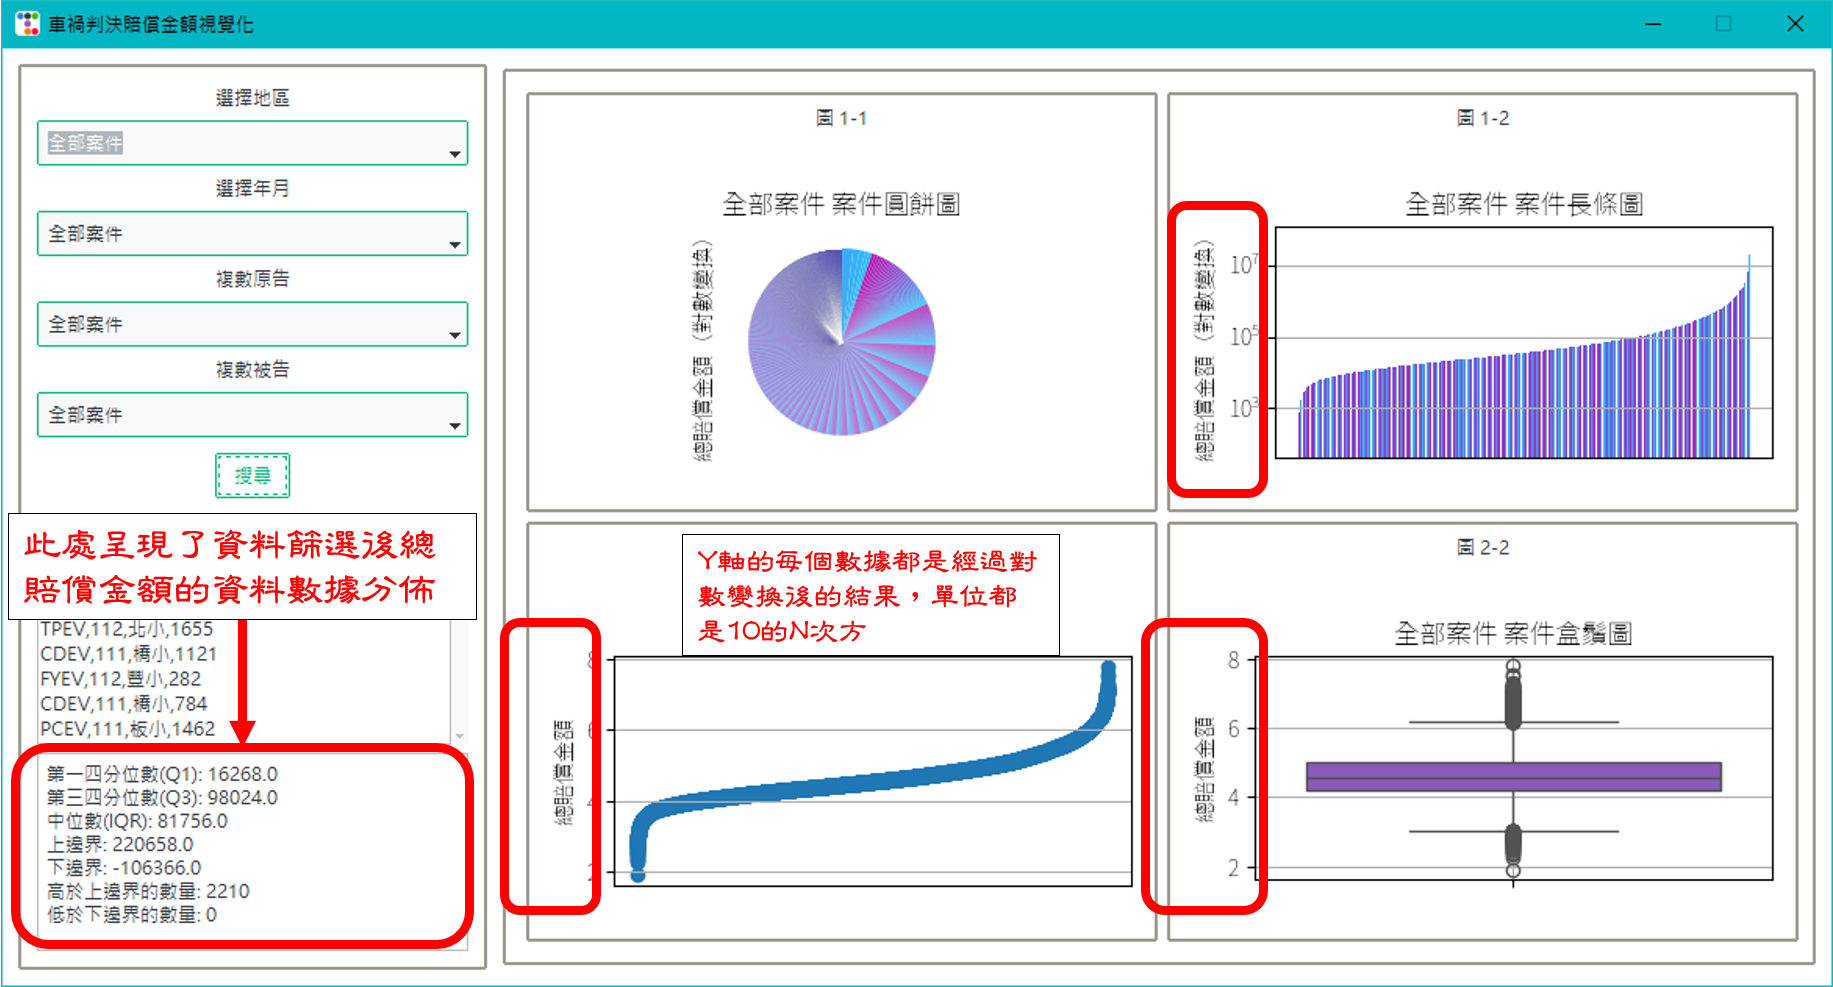 車禍判決賠償金額視覺化
選擇地區
全部案件
選擇年月
全部案件
複數原告
全部案件
複數被告
全部案件
搜尋
此處呈現了資料篩選後總
賠償金額的資料數據分佈
TPEV,112,北小,1655
CDEV,111,橋小,1121
FYEV,112,豐小,282
CDEV,111,橋小,784
PCEV,111,板小,1462
第一四分位數(Q1): 16268.0
第三四分位數(Q3): 98024.0
中位數(IQR): 81756.0
上邊界: 220658.0
下邊界: -106366.0
高於上邊界的數量: 2210
低於下邊界的數量: 0
圖 1-1
全部案件 案件圓餅圖
總賠償金額（對數變換）
圖 1-2
全部案件 案件長條圖
總賠償金額（對數變換）
10⁷
10⁵
10³
Y軸的每個數據都是經過對
數變換後的結果，單位都
是10的N次方
總賠償金額
8
6
4
2
圖 2-2
全部案件 案件盒鬚圖
總賠償金額
8
6
4
2